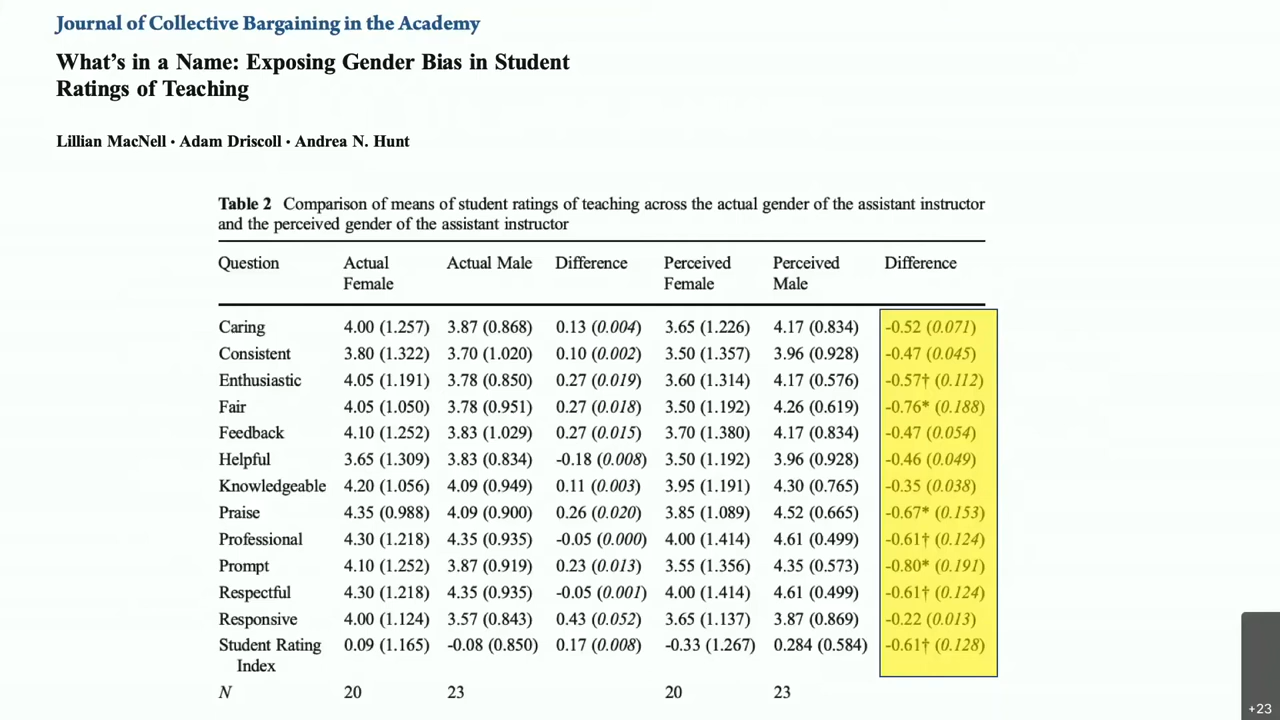 Journal of Collective Bargaining in the Academy
What's in a Name: Exposing Gender Bias in Student
Ratings of Teaching
Lillian MacNell · Adam Driscoll · Andrea N. Hunt
Table 2 Comparison of means of student ratings of teaching across the actual gender of the assistant instructor
and the perceived gender of the assistant instructor
Question Actual Female Actual Male Difference Perceived Female Perceived Male Difference
Caring 4.00 (1.257) 3.87 (0.868) 0.13 (0.004) 3.65 (1.226) 4.17 (0.834) -0.52 (0.071)
Consistent 3.80 (1.322) 3.70 (1.020) 0.10 (0.002) 3.50 (1.357) 3.96 (0.928) -0.47 (0.045)
Enthusiastic 4.05 (1.191) 3.78 (0.850) 0.27 (0.019) 3.60 (1.314) 4.17 (0.576) -0.57† (0.112)
Fair 4.05 (1.050) 3.78 (0.951) 0.27 (0.018) 3.50 (1.192) 4.26 (0.619) -0.76* (0.188)
Feedback 4.10 (1.252) 3.83 (1.029) 0.27 (0.015) 3.70 (1.380) 4.17 (0.834) -0.47 (0.054)
Helpful 3.65 (1.309) 3.83 (0.834) -0.18 (0.008) 3.50 (1.192) 3.96 (0.928) -0.46 (0.049)
Knowledgeable 4.20 (1.056) 4.09 (0.949) 0.11 (0.003) 3.95 (1.191) 4.30 (0.765) -0.35 (0.038)
Praise 4.35 (0.988) 4.09 (0.900) 0.26 (0.020) 3.85 (1.089) 4.52 (0.665) -0.67* (0.153)
Professional 4.30 (1.218) 4.35 (0.935) -0.05 (0.000) 4.00 (1.414) 4.61 (0.499) -0.61† (0.124)
Prompt 4.10 (1.252) 3.87 (0.919) 0.23 (0.013) 3.55 (1.356) 4.35 (0.573) -0.80* (0.191)
Respectful 4.30 (1.218) 4.35 (0.935) -0.05 (0.001) 4.00 (1.414) 4.61 (0.499) -0.61† (0.124)
Responsive 4.00 (1.124) 3.57 (0.843) 0.43 (0.052) 3.65 (1.137) 3.87 (0.869) -0.22 (0.013)
Student Rating Index 0.09 (1.165) -0.08 (0.850) 0.17 (0.008) -0.33 (1.267) 0.284 (0.584) -0.61† (0.128)
N 20 23 20 23
+23